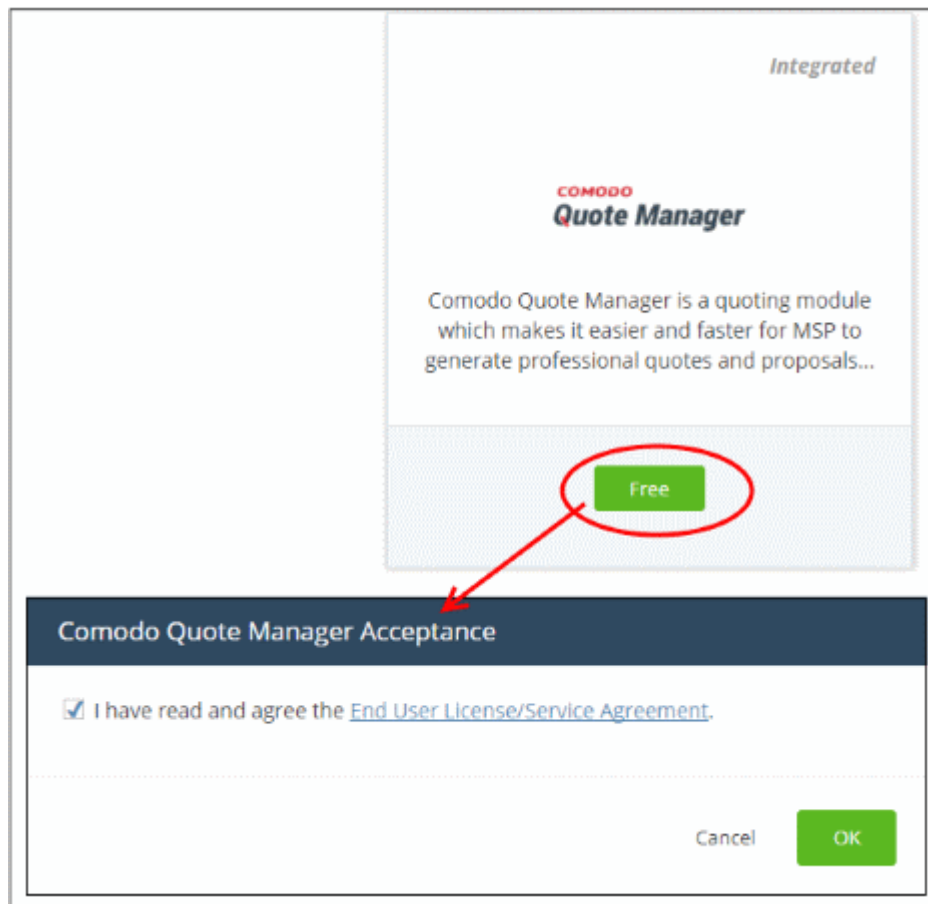 Integrated
COMODO
Quote Manager
Comodo Quote Manager is a quoting module
which makes it easier and faster for MSP to
generate professional quotes and proposals...
Free
Comodo Quote Manager Acceptance
I have read and agree the End User License/Service Agreement.
Cancel
OK